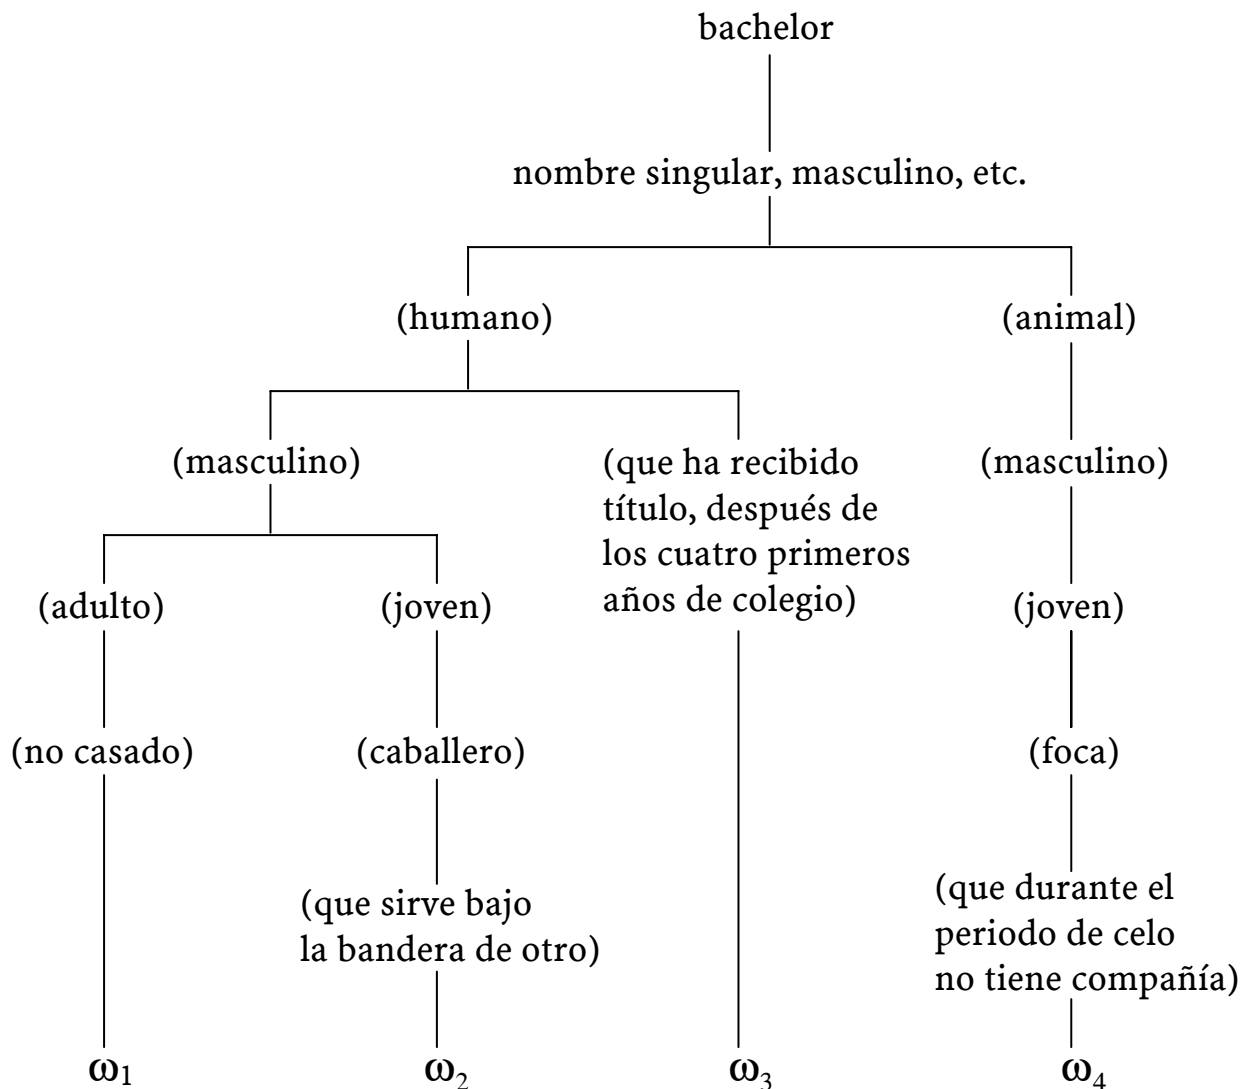 bachelor
nombre singular, masculino, etc.
(humano)
(animal)
(masculino)
(que ha recibido
título, después de
los cuatro primeros
años de colegio)
(masculino)
(adulto)
(joven)
(joven)
(no casado)
(caballero)
(foca)
(que sirve bajo
la bandera de otro)
(que durante el
periodo de celo
no tiene compañía)
ω₁
ω₂
ω₃
ω₄